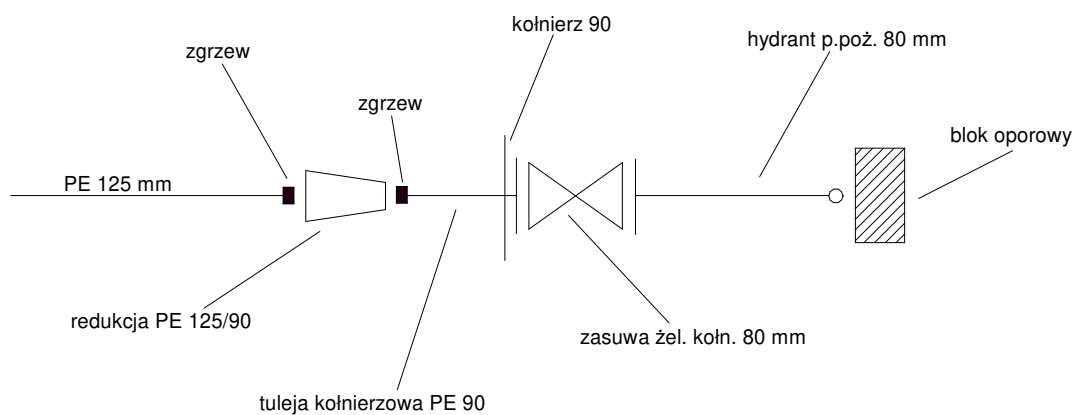 kołnierz 90
hydrant p.poż. 80 mm
zgrzew
zgrzew
blok oporowy
PE 125 mm
redukcja PE 125/90
zasuwa żel. kołn. 80 mm
tuleja kołnierzowa PE 90